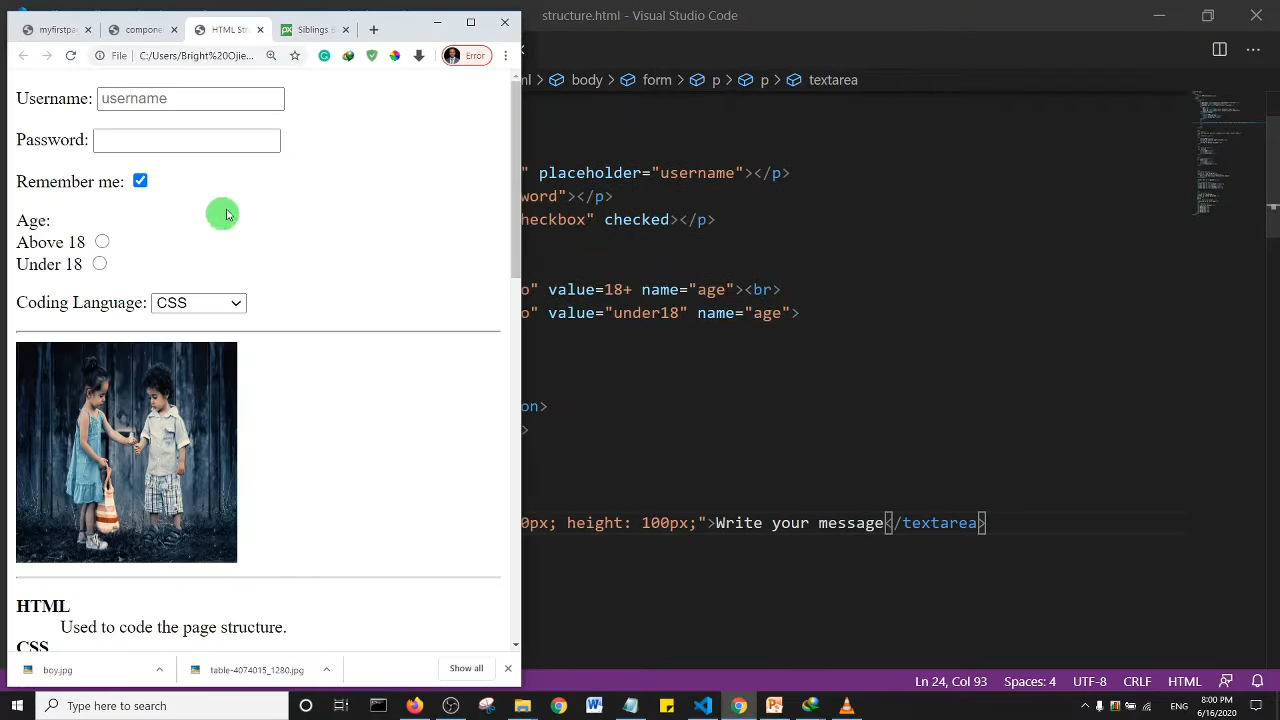 structure.html - Visual Studio Code
myfirstpa
componen
HTML Str
Siblings B
File
C:/Users/Bright%20Ojie...
Error
body
form
p
p
textarea
Username: username
Password:
Remember me:
Age:
Above 18
Under 18
Coding Language: CSS
HTML
Used to code the page structure.
CSS
" placeholder="username"></p>
word"></p>
heckbox" checked></p>
o" value=18+ name="age"><br>
o" value="under18" name="age">
on>
>
0px; height: 100px;">Write your message</textarea>
boy.jpg
table-4074015_1280.jpg
Show all
Ln 24, Col 93
Spaces: 4
UTF-8
CRLF
HTML
Type here to search
ENG
8:00 PM
6/16/2020